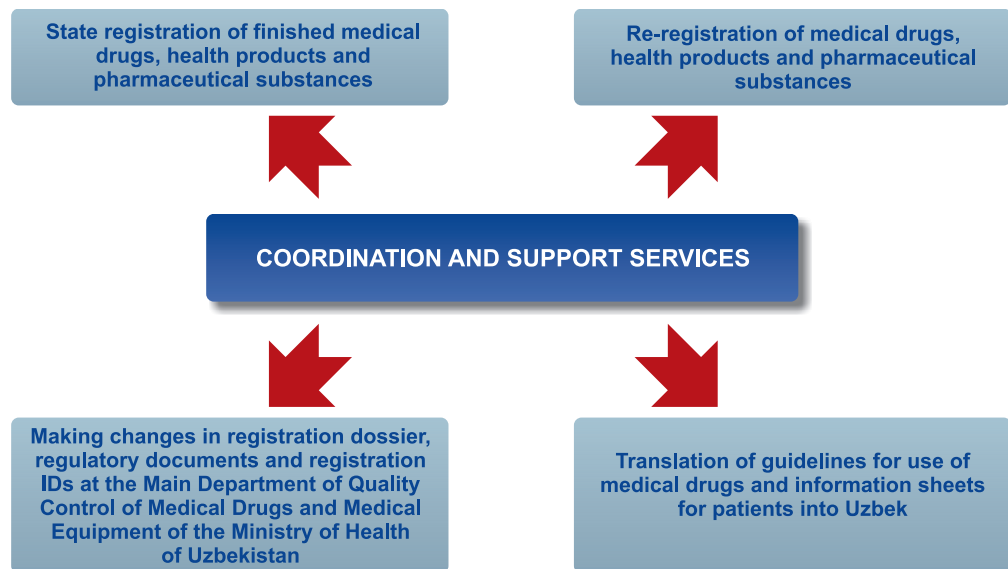 State registration of finished medical
drugs, health products and
pharmaceutical substances
Re-registration of medical drugs,
health products and pharmaceutical
substances
COORDINATION AND SUPPORT SERVICES
Making changes in registration dossier,
regulatory documents and registration
IDs at the Main Department of Quality
Control of Medical Drugs and Medical
Equipment of the Ministry of Health
of Uzbekistan
Translation of guidelines for use of
medical drugs and information sheets
for patients into Uzbek